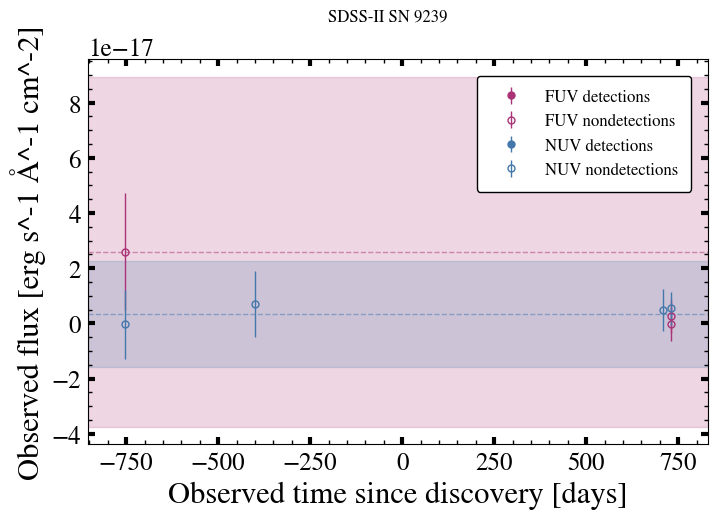 SDSS-II SN 9239
1e−17
Observed flux [erg s^-1 Å^-1 cm^-2]
8
6
4
2
0
−2
−4
FUV detections
FUV nondetections
NUV detections
NUV nondetections
−750 −500 −250 0 250 500 750
Observed time since discovery [days]